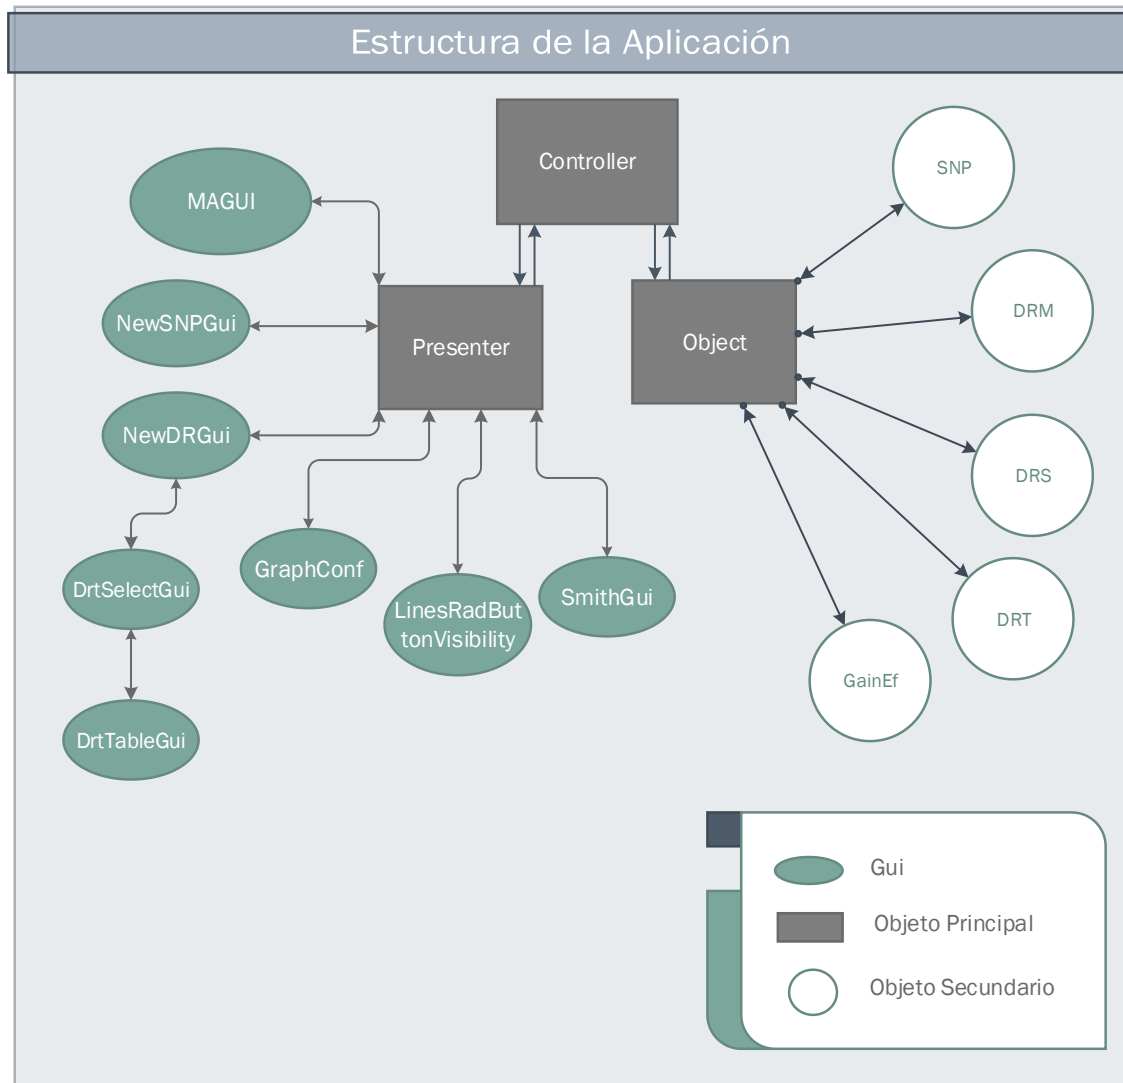 Estructura de la Aplicación
Controller
SNP
MAGUI
DRM
NewSNPGui
Presenter
Object
NewDRGui
DRS
GraphConf
DrtSelectGui
LinesRadBut
tonVisibility
SmithGui
DRT
GainEf
DrtTableGui
Gui
Objeto Principal
Objeto Secundario